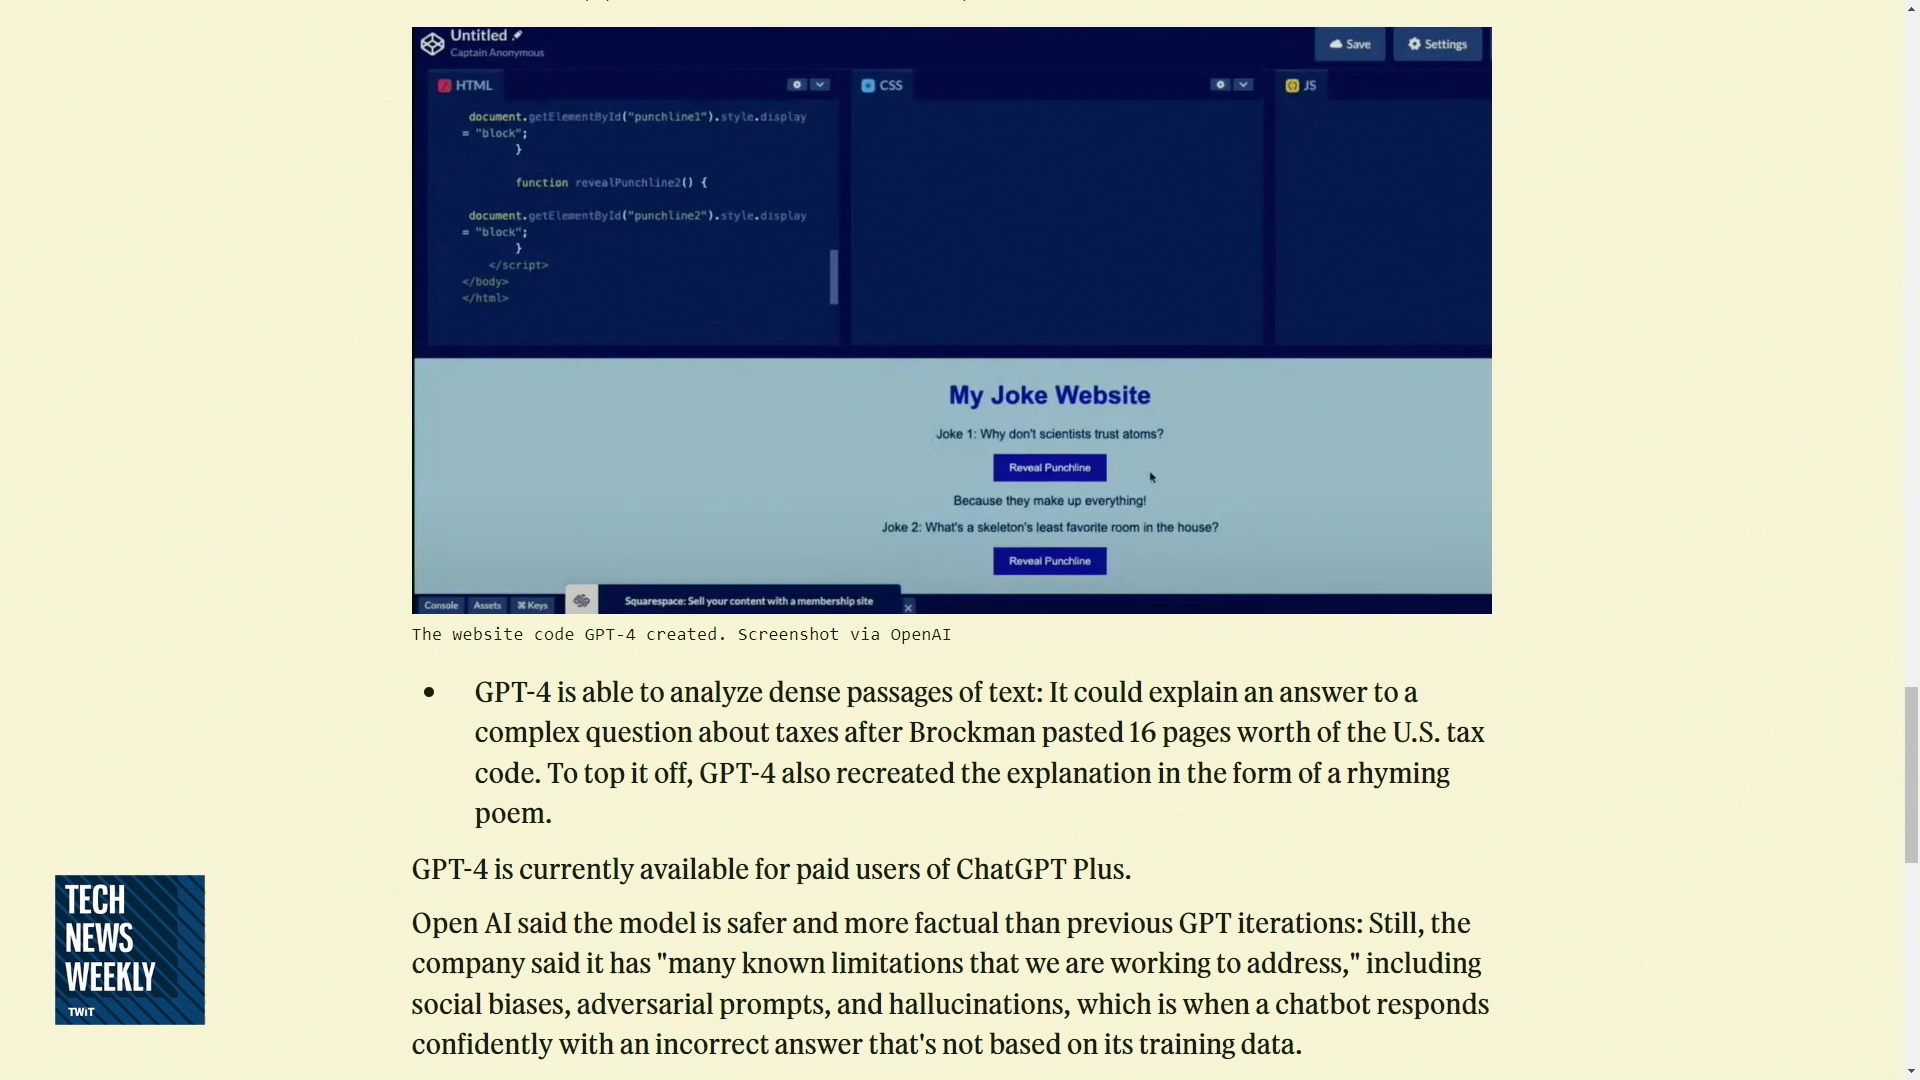 Untitled
Captain Anonymous
Save
Settings
HTML
CSS
JS
document.getElementById("punchline1").style.display
= "block";
}
function revealPunchline2() {
document.getElementById("punchline2").style.display
= "block";
}
</script>
</body>
</html>
My Joke Website
Joke 1: Why don't scientists trust atoms?
Reveal Punchline
Because they make up everything!
Joke 2: What's a skeleton's least favorite room in the house?
Reveal Punchline
Console
Assets
⌘ Keys
Squarespace: Sell your content with a membership site
The website code GPT-4 created. Screenshot via OpenAI
• GPT-4 is able to analyze dense passages of text: It could explain an answer to a
complex question about taxes after Brockman pasted 16 pages worth of the U.S. tax
code. To top it off, GPT-4 also recreated the explanation in the form of a rhyming
poem.
GPT-4 is currently available for paid users of ChatGPT Plus.
Open AI said the model is safer and more factual than previous GPT iterations: Still, the
company said it has "many known limitations that we are working to address," including
social biases, adversarial prompts, and hallucinations, which is when a chatbot responds
confidently with an incorrect answer that's not based on its training data.
TECH
NEWS
WEEKLY
TWiT